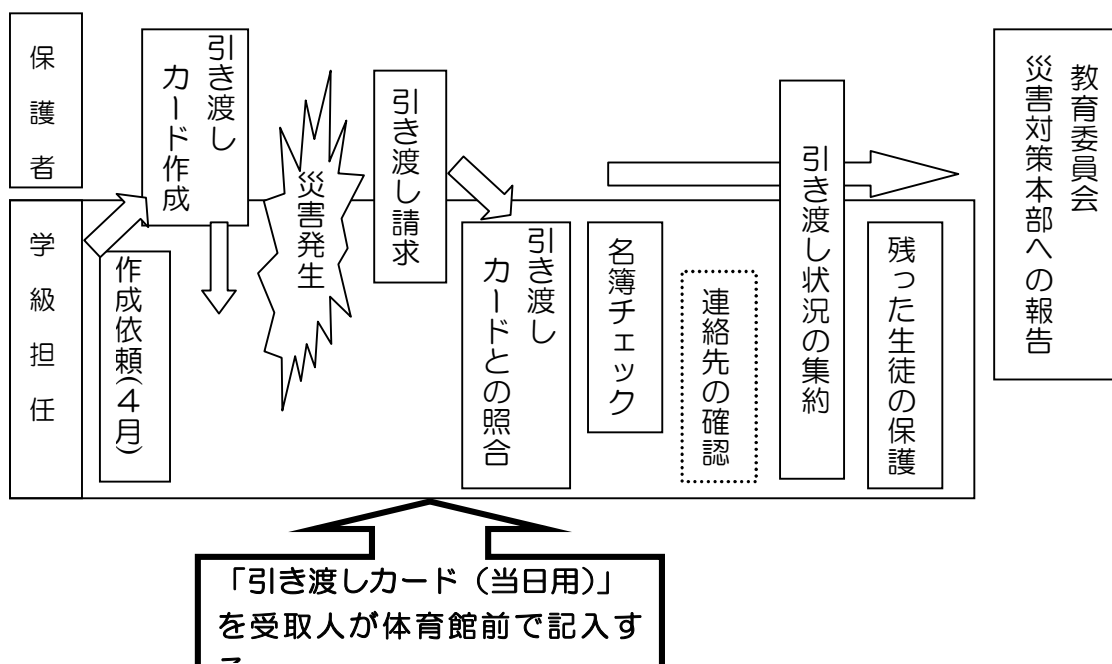 保護者
引き渡し
カード作成
災害発生
引き渡し請求
学級担任
作成依頼(４月)
引き渡し
カードとの照合
名簿チェック
連絡先の確認
引き渡し状況の集約
残った生徒の保護
教育委員会
災害対策本部への報告
「引き渡しカード（当日用）」
を受取人が体育館前で記入す